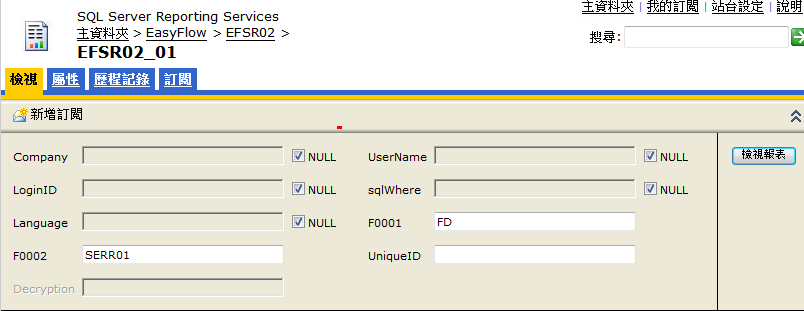 主資料夾 | 我的訂閱 | 站台設定 | 說明
SQL Server Reporting Services
主資料夾 > EasyFlow > EFSR02 >
搜尋:
EFSR02_01
檢視 屬性 歷程記錄 訂閱
新增訂閱
Company NULL UserName NULL 檢視報表
LoginID NULL sqlWhere NULL
Language NULL F0001 FD
F0002 SERR01 UniqueID
Decryption